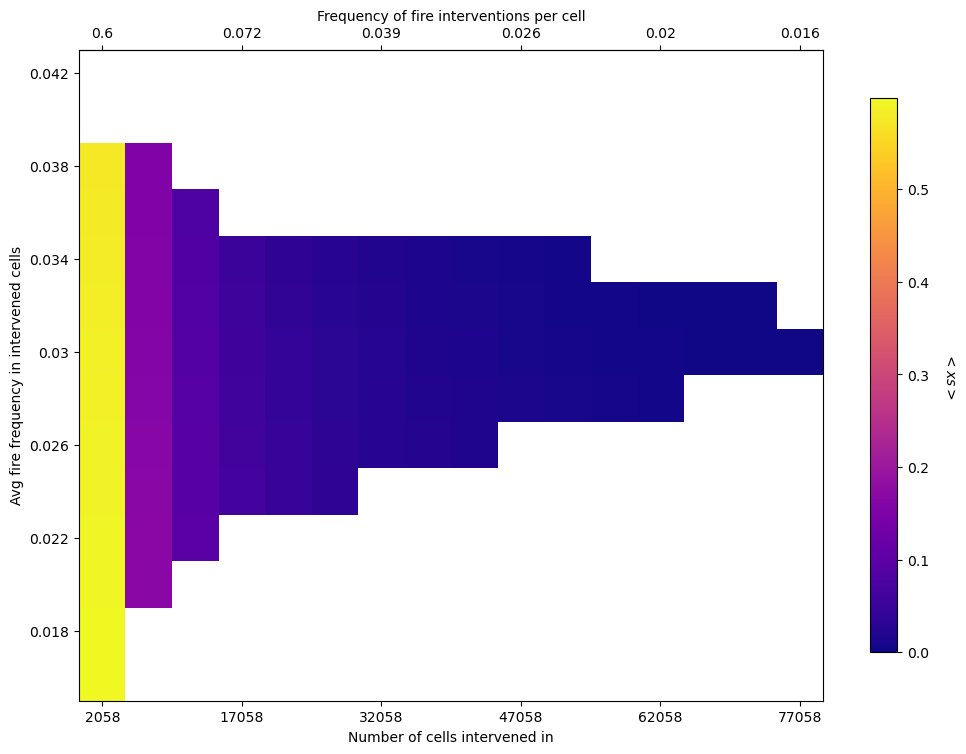 Frequency of fire interventions per cell
0.6 0.072 0.039 0.026 0.02 0.016
0.042
0.038
0.034
0.03
0.026
0.022
0.018
Avg fire frequency in intervened cells
2058 17058 32058 47058 62058 77058
Number of cells intervened in
0.5
0.4
0.3
0.2
0.1
0.0
< sx >